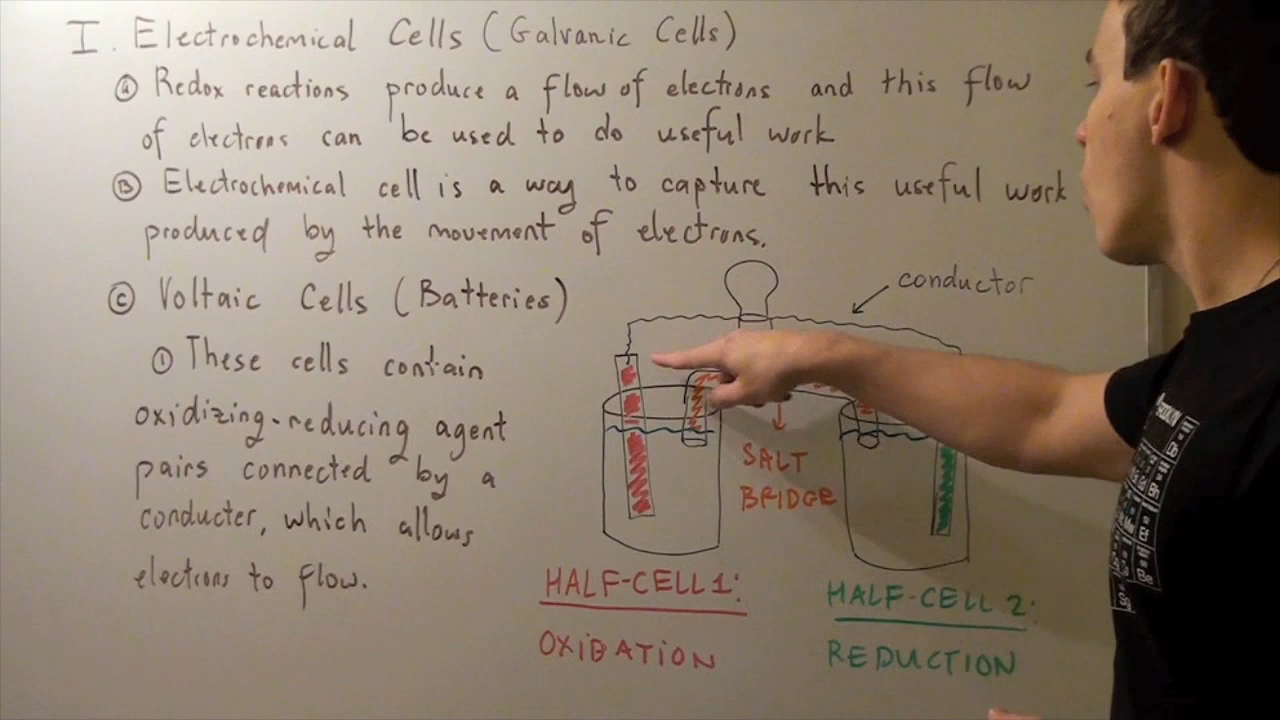 I. Electrochemical Cells (Galvanic Cells)
Ⓐ Redox reactions produce a flow of electrons and this flow
of electrons can be used to do useful work
Ⓑ Electrochemical cell is a way to capture this useful work
produced by the movement of electrons.
Ⓒ Voltaic Cells (Batteries)
① These cells contain
oxidizing-reducing agent
pairs connected by a
conducter, which allows
electrons to flow.
conductor
SALT
BRIDGE
HALF-CELL 1:
OXIDATION
HALF-CELL 2:
REDUCTION